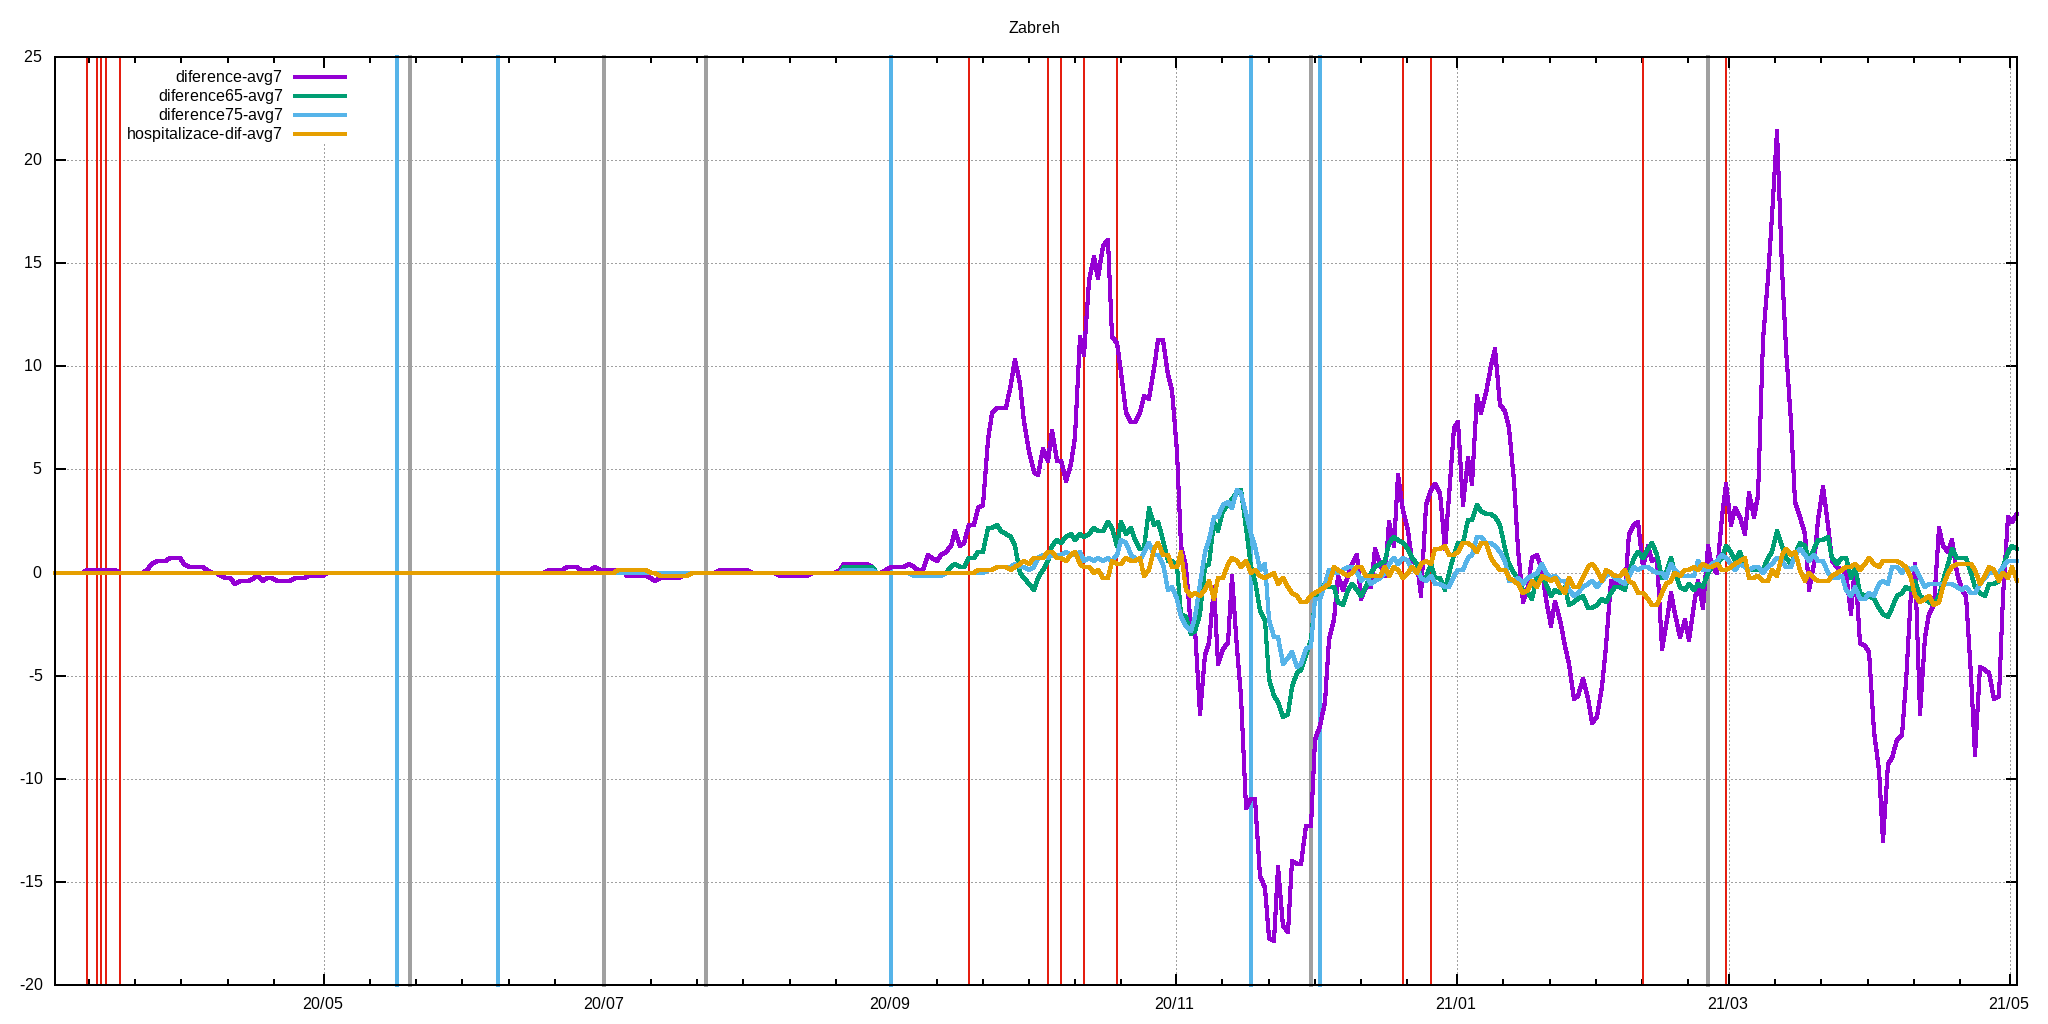 Zabreh
25
20
15
10
5
0
-5
-10
-15
-20
diference-avg7
diference65-avg7
diference75-avg7
hospitalizace-dif-avg7
20/05 20/07 20/09 20/11 21/01 21/03 21/05